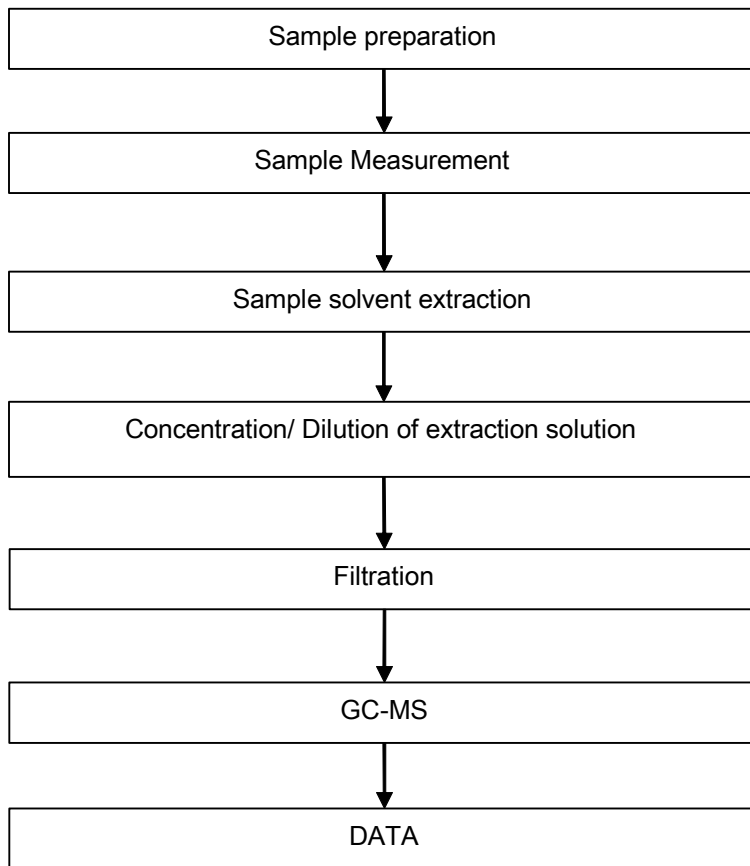 Sample preparation
Sample Measurement
Sample solvent extraction
Concentration/ Dilution of extraction solution
Filtration
GC-MS
DATA